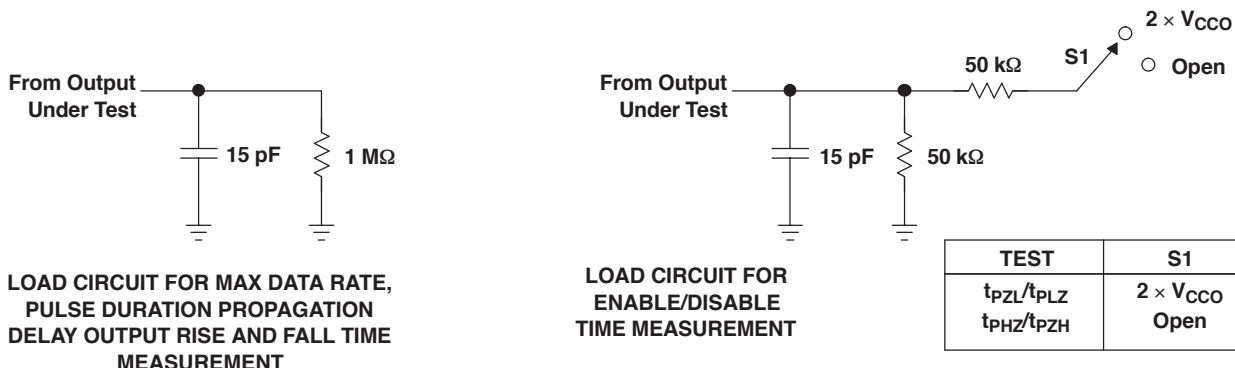 From Output
Under Test
15 pF
1 MΩ
LOAD CIRCUIT FOR MAX DATA RATE,
PULSE DURATION PROPAGATION
DELAY OUTPUT RISE AND FALL TIME
MEASUREMENT
From Output
Under Test
15 pF
50 kΩ
50 kΩ
S1
2 × VCCO
Open
LOAD CIRCUIT FOR
ENABLE/DISABLE
TIME MEASUREMENT
TEST S1
tPZL/tPLZ 2 × VCCO
tPHZ/tPZH Open